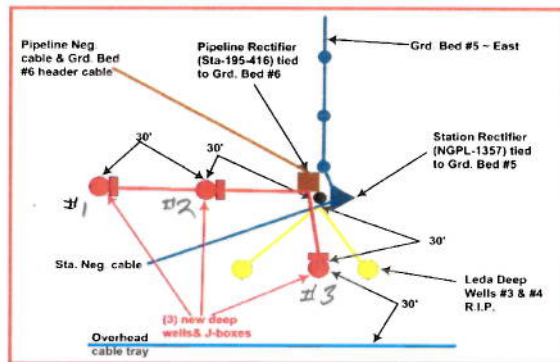 Pipeline Neg.
cable & Grd. Bed
#6 header cable
Pipeline Rectifier
(Sta-195-416) tied
to Grd. Bed #6
Grd. Bed #5 ~ East
Station Rectifier
(NGPL-1357) tied
to Grd. Bed #5
30'
30'
#1
#2
30'
Sta. Neg. cable
#3
Leda Deep
Wells #3 & #4
R.I.P.
(3) new deep
wells& J-boxes
30'
Overhead
cable tray